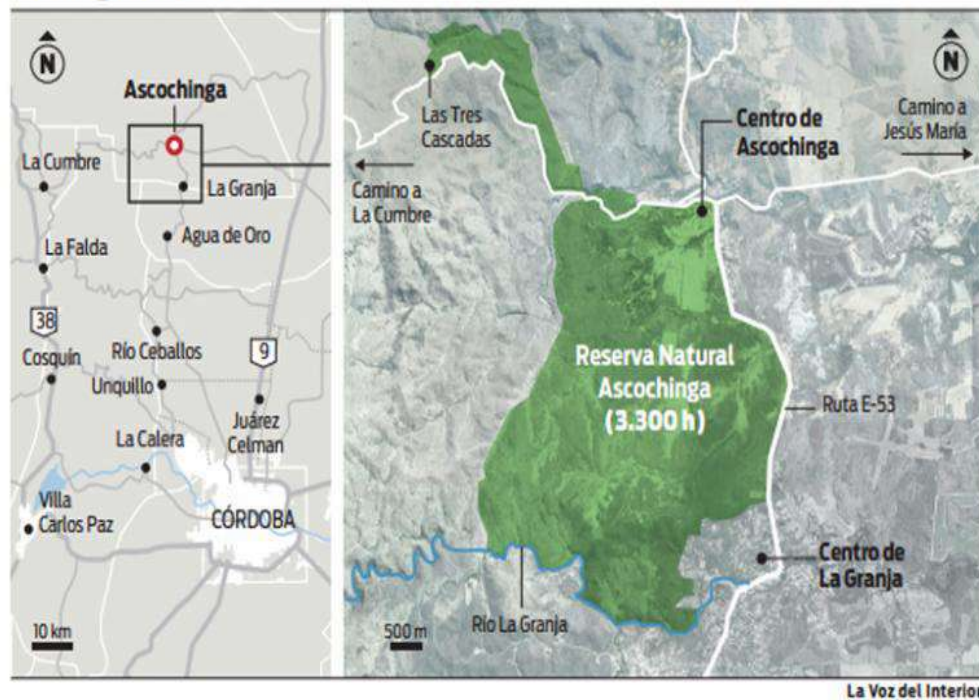 N
Ascochinga
La Cumbre
La Granja
Agua de Oro
La Falda
38
Río Ceballos
9
Cosquín
Unquillo
Juárez
Celman
La Calera
Villa
Carlos Paz
CÓRDOBA
10 km
N
Las Tres
Cascadas
Centro de
Ascochinga
Camino a
Jesús María
Camino a
La Cumbre
Reserva Natural
Ascochinga
(3.300 h)
Ruta E-53
Centro de
La Granja
Río La Granja
500 m
La Voz del Interior